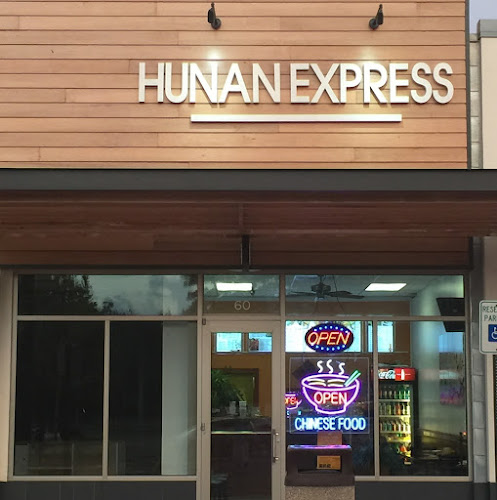 HUNAN EXPRESS
60
OPEN
OPEN
CHINESE FOOD